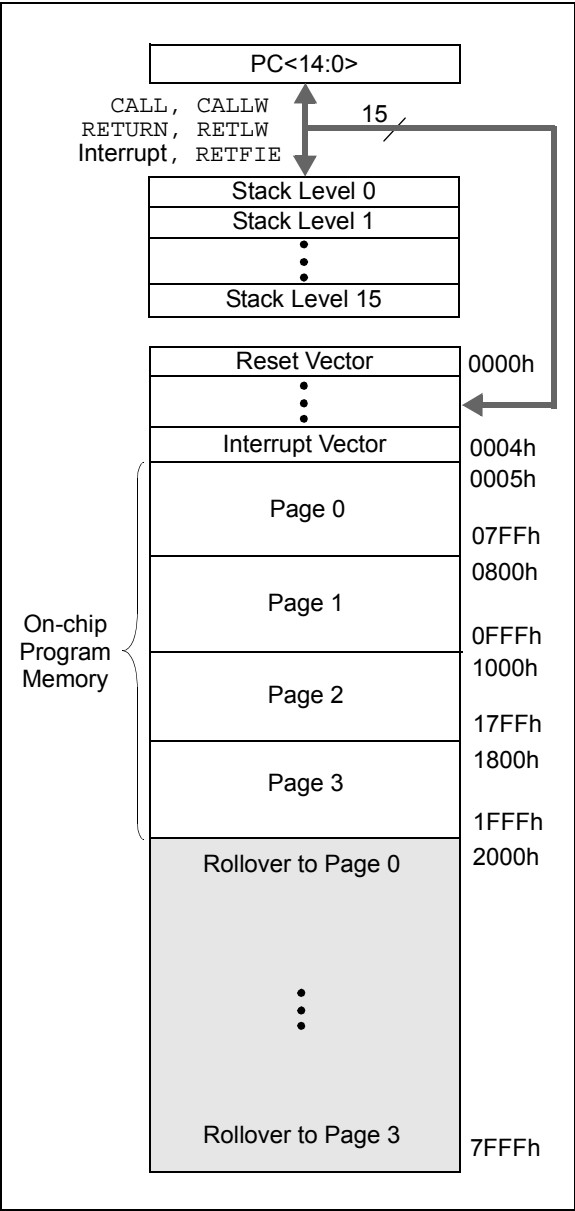 PC<14:0>
CALL, CALLW
RETURN, RETLW
Interrupt, RETFIE
15
Stack Level 0
Stack Level 1
Stack Level 15
Reset Vector
0000h
Interrupt Vector
0004h
0005h
Page 0
07FFh
0800h
Page 1
0FFFh
On-chip
Program
Memory
1000h
Page 2
17FFh
1800h
Page 3
1FFFh
2000h
Rollover to Page 0
Rollover to Page 3
7FFFh